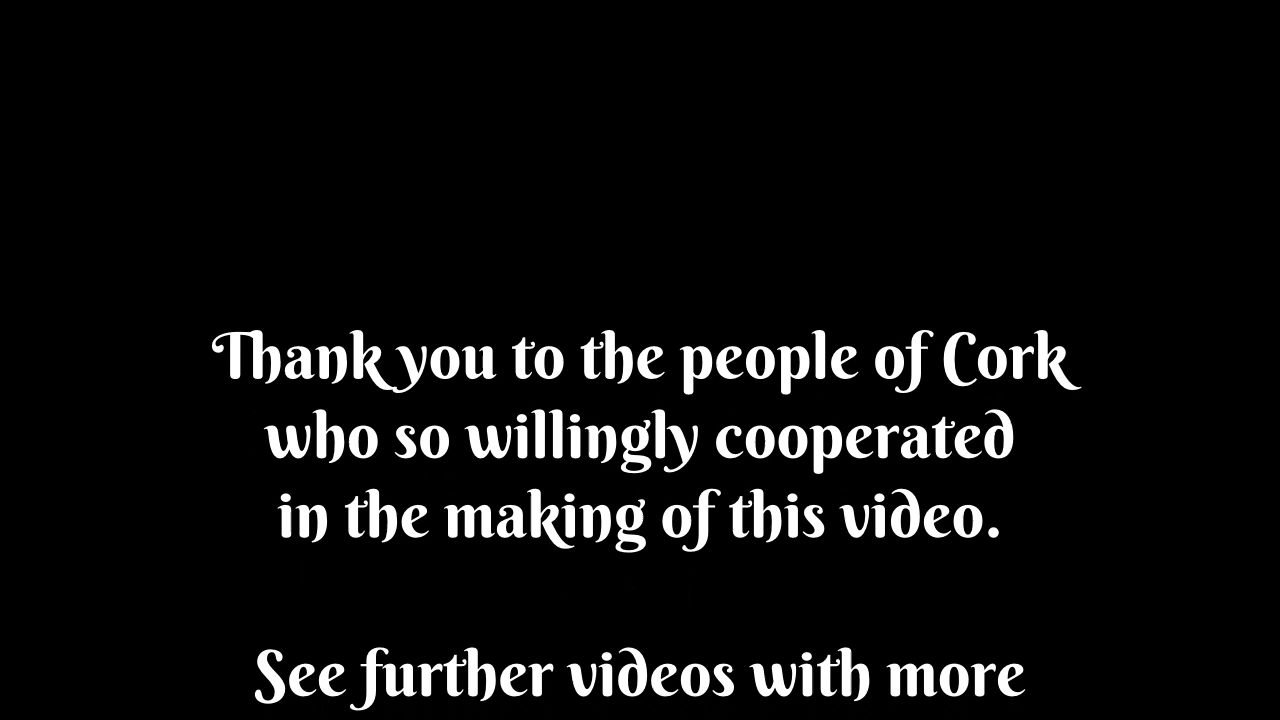 Thank you to the people of Cork
who so willingly cooperated
in the making of this video.
See further videos with more